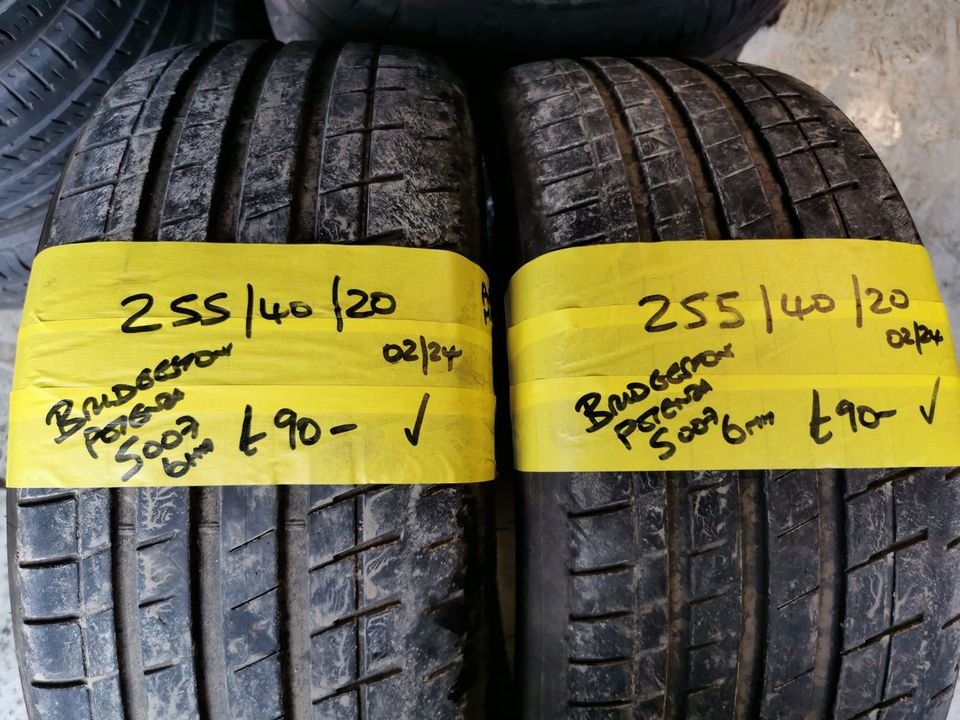 255/40/20
02/24
BRIDGESTON
POTENZA
S007
6mm
£90-
✓
255/40/20
02/24
BRIDGESTON
POTENZA
S007 6mm
£90-
✓